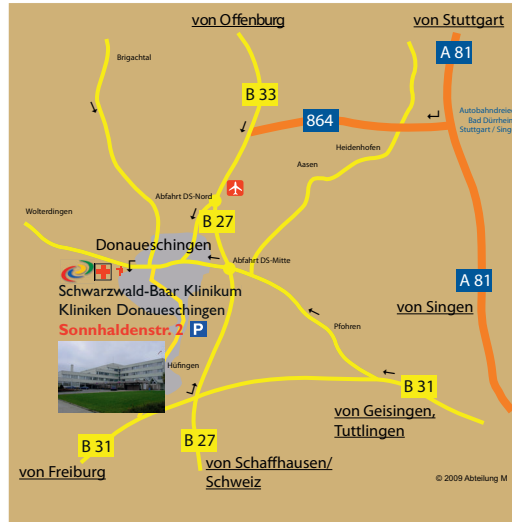 von Offenburg
von Stuttgart
A 81
Brigachtal
B 33
864
Autobahndreieck
Bad Dürrheim
Stuttgart / Sing
Heidenhofen
Aasen
Abfahrt DS-Nord
Wolterdingen
B 27
Donaueschingen
Abfahrt DS-Mitte
Schwarzwald-Baar Klinikum
Kliniken Donaueschingen
Sonnhaldenstr. 2 P
A 81
von Singen
Pfohren
Hüfingen
B 31
von Geisingen,
Tuttlingen
B 31
B 27
von Freiburg
von Schaffhausen/
Schweiz
© 2009 Abteilung M